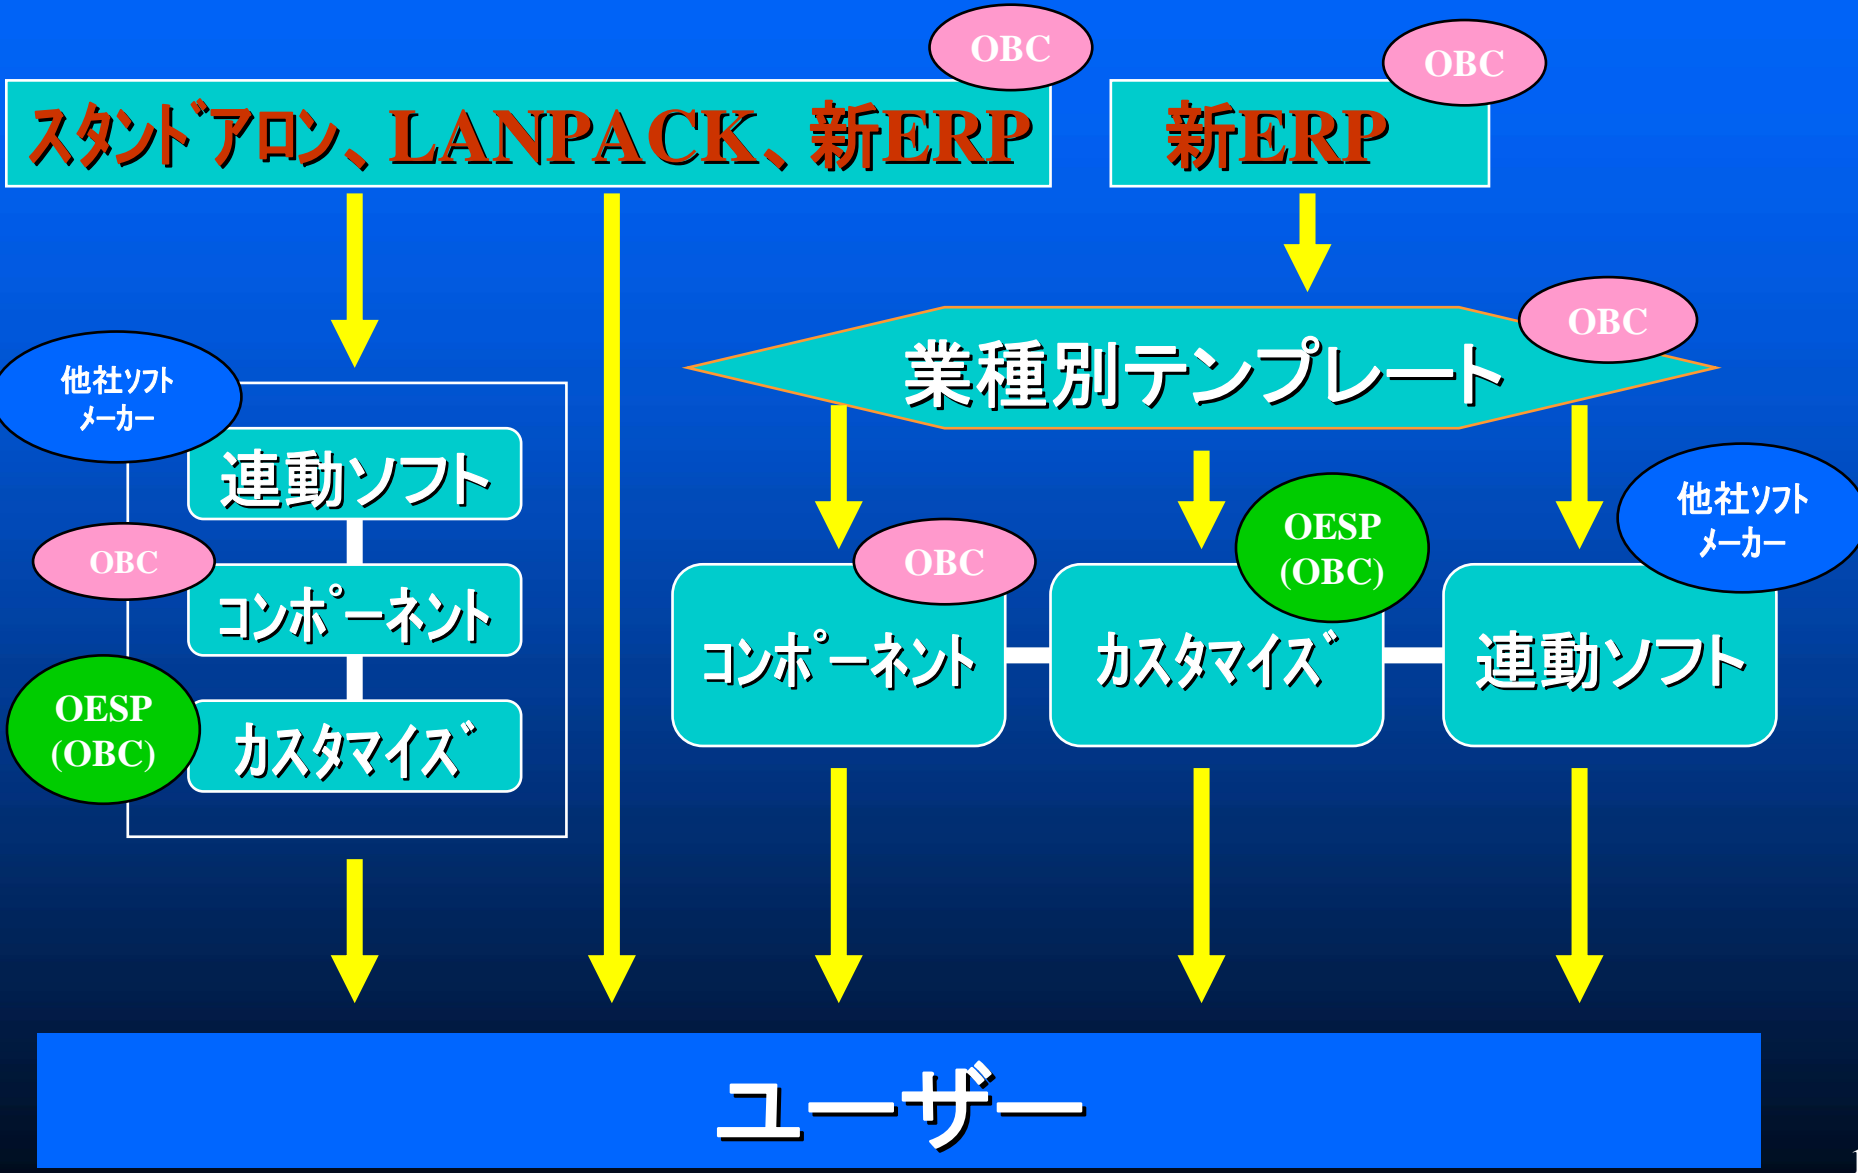 OBC
OBC
スタンドアロン、LANPACK、新ERP
新ERP
OBC
業種別テンプレート
他社ソフト
メーカー
連動ソフト
OBC
コンポーネント
OESP
(OBC)
カスタマイズ
OBC
コンポーネント
OESP
(OBC)
カスタマイズ
他社ソフト
メーカー
連動ソフト
ユーザー